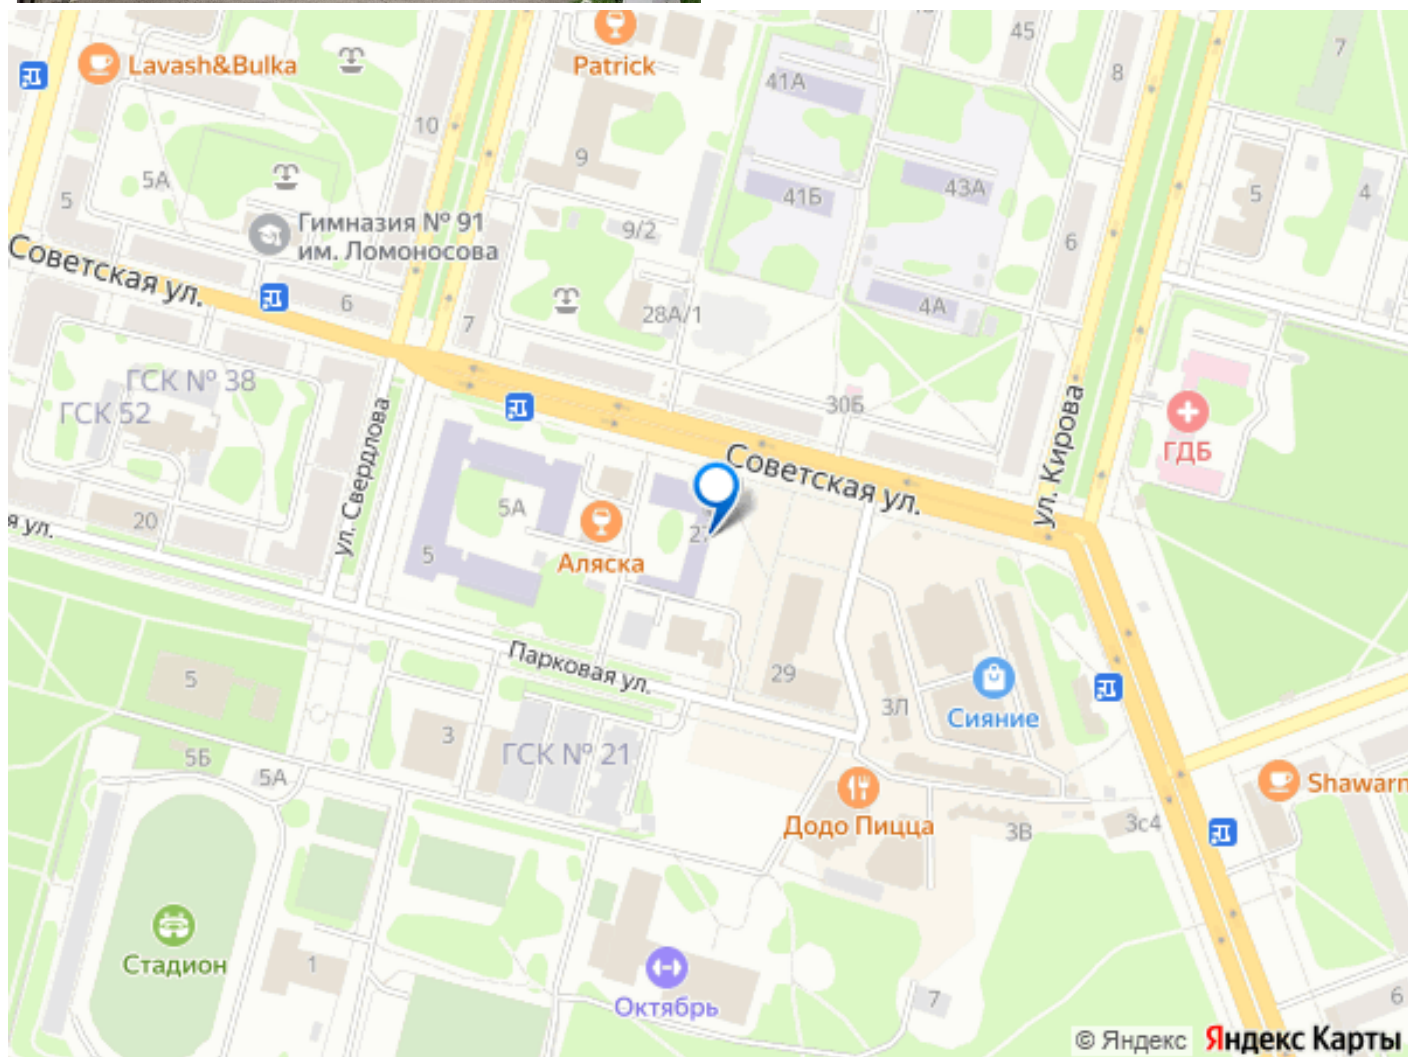 45
7
Patrick
Lavash&Bulka
41А
8
10
9
5А
5
Гимназия № 91
им. Ломоносова
41Б
43А
5
4
9/2
6
Советская ул.
6
7
28А/1
4А
ГСК № 38
ГСК 52
30Б
ул. Свердлова
ул. Кирова
ГДБ
Советская ул.
20
5А
5
Аляска
Парковая ул.
29
5
3
ГСК № 21
3Л
Сияние
5Б
5А
Додо Пицца
3В
3с4
Shawarm
Стадион
1
Октябрь
7
6
© Яндекс Яндекс Карты